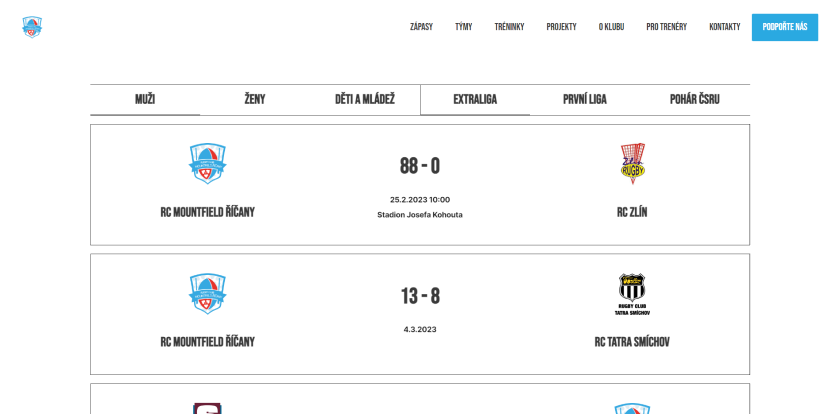 ZÁPASY TÝMY TRÉNINKY PROJEKTY O KLUBU PRO TRENÉRY KONTAKTY PODPOŘTE NÁS
MUŽI ŽENY DĚTI A MLÁDEŽ EXTRALIGA PRVNÍ LIGA POHÁR ČSRU
88 - 0
RUGBY
25.2.2023 10:00
Stadion Josefa Kohouta
RC MOUNTFIELD ŘÍČANY RC ZLÍN
13 - 8
RUGBY CLUB
TATRA SMÍCHOV
4.3.2023
RC MOUNTFIELD ŘÍČANY RC TATRA SMÍCHOV